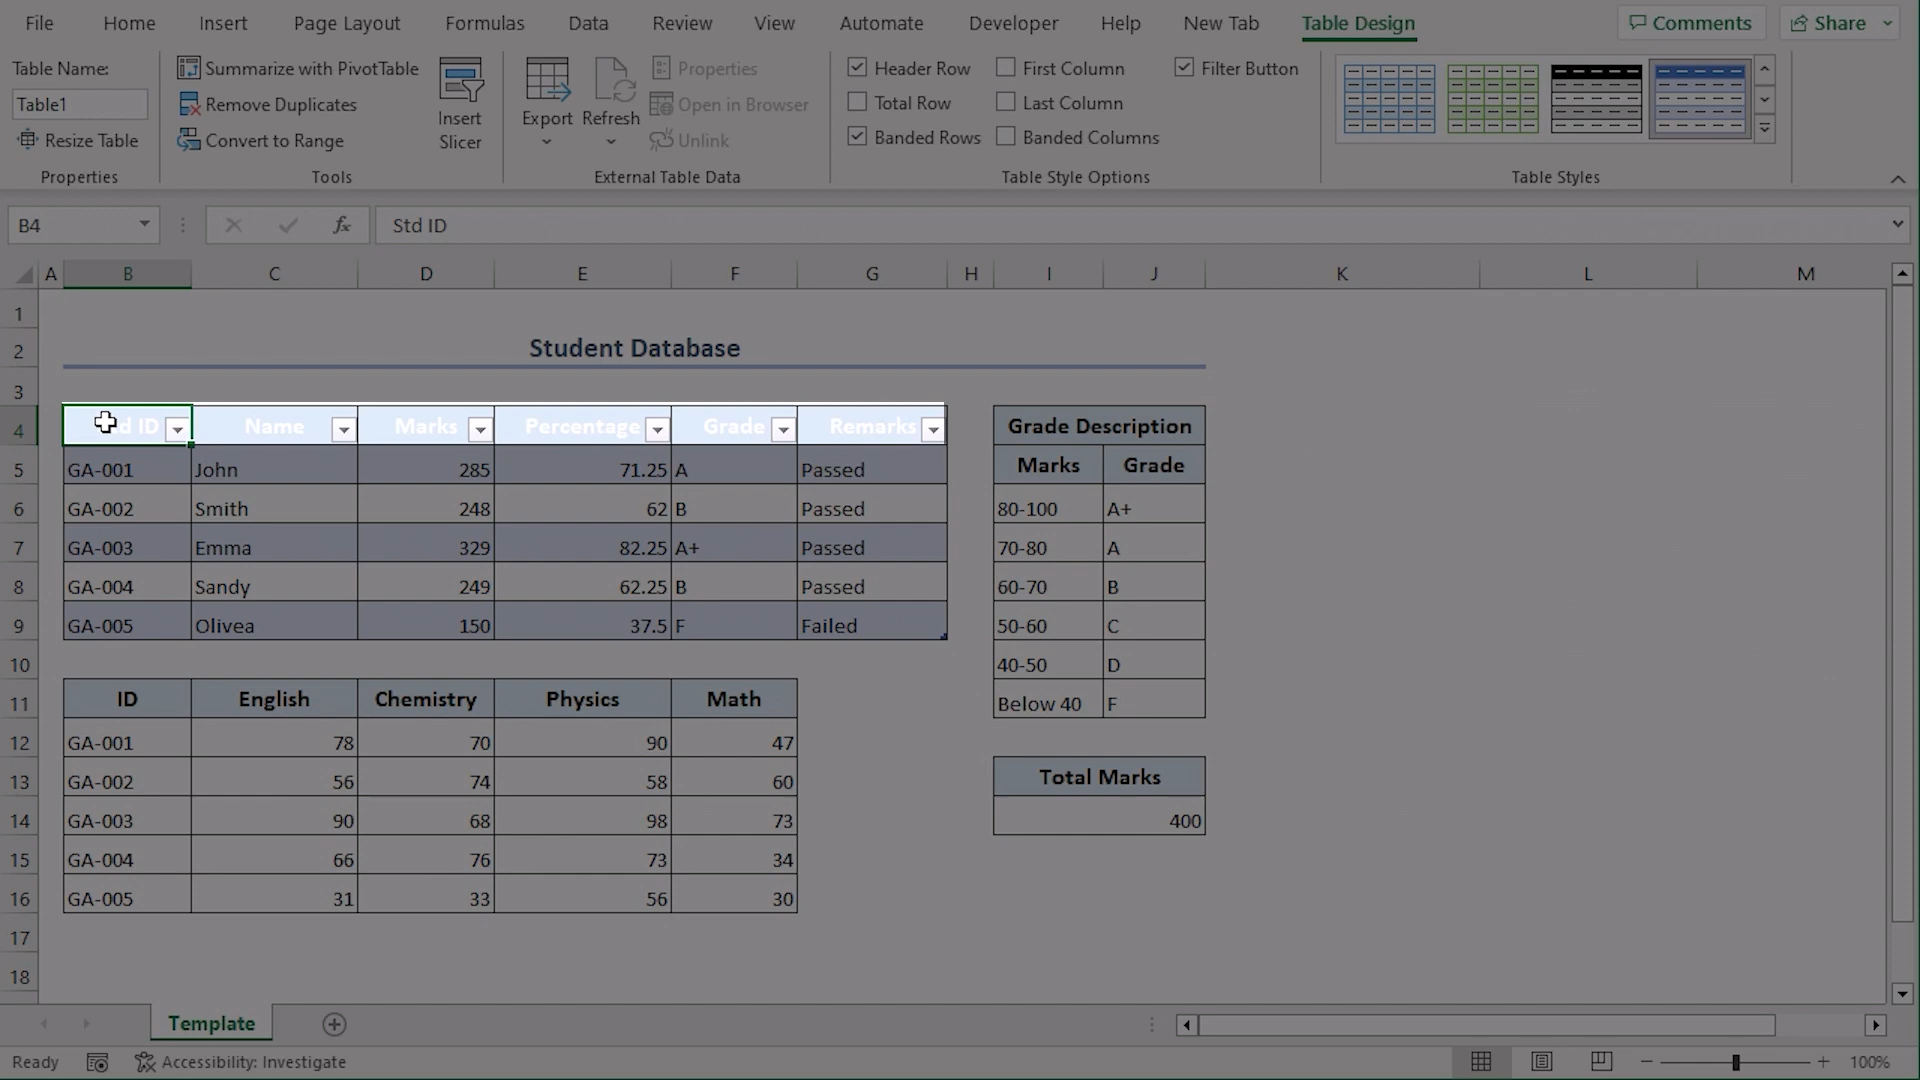 File Home Insert Page Layout Formulas Data Review View Automate Developer Help New Tab Table Design Comments Share
Table Name:
Table1
Resize Table
Properties
Summarize with PivotTable
Remove Duplicates
Convert to Range
Insert
Slicer
Tools
Export
Refresh
Properties
Open in Browser
Unlink
External Table Data
Header Row First Column Filter Button
Total Row Last Column
Banded Rows Banded Columns
Table Style Options
Table Styles
B4 fx Std ID
A B C D E F G H I J K L M
1
2 Student Database
3
4 ID Name Marks Percentage Grade Remarks Grade Description
5 GA-001 John 285 71.25 A Passed Marks Grade
6 GA-002 Smith 248 62 B Passed 80-100 A+
7 GA-003 Emma 329 82.25 A+ Passed 70-80 A
8 GA-004 Sandy 249 62.25 B Passed 60-70 B
9 GA-005 Olivea 150 37.5 F Failed 50-60 C
10 40-50 D
11 ID English Chemistry Physics Math Below 40 F
12 GA-001 78 70 90 47
13 GA-002 56 74 58 60 Total Marks
14 GA-003 90 68 98 73 400
15 GA-004 66 76 73 34
16 GA-005 31 33 56 30
17
18
Template
Ready Accessibility: Investigate 100%